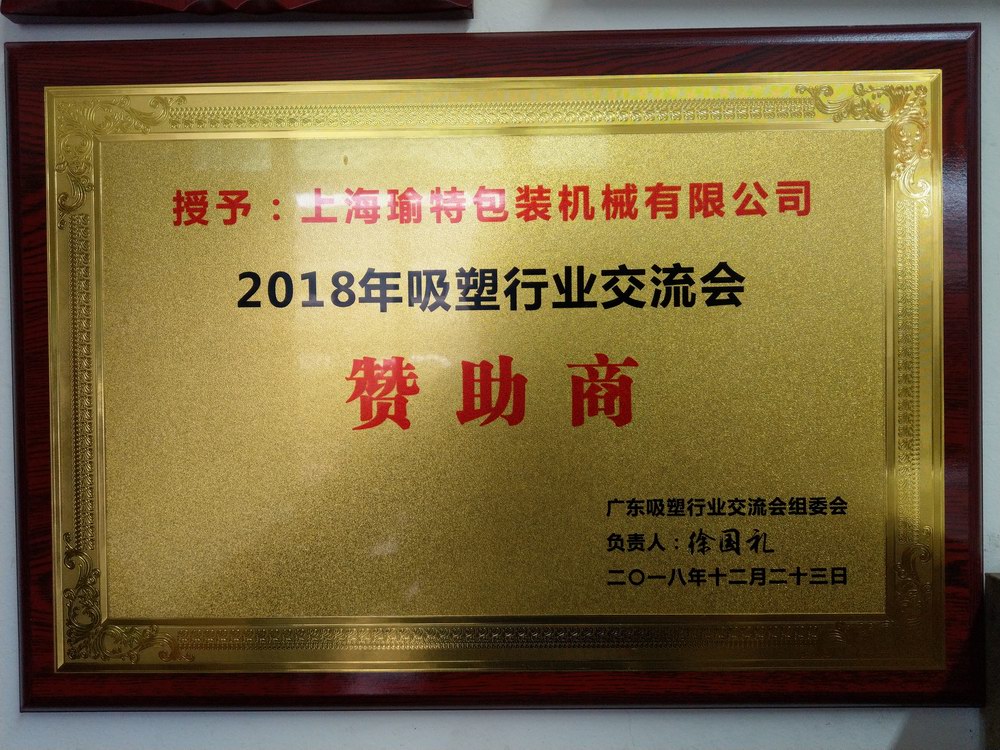 授予：上海瑜特包装机械有限公司
2018年吸塑行业交流会
赞助商
广东吸塑行业交流会组委会
负责人：徐国礼
二〇一八年十二月二十三日